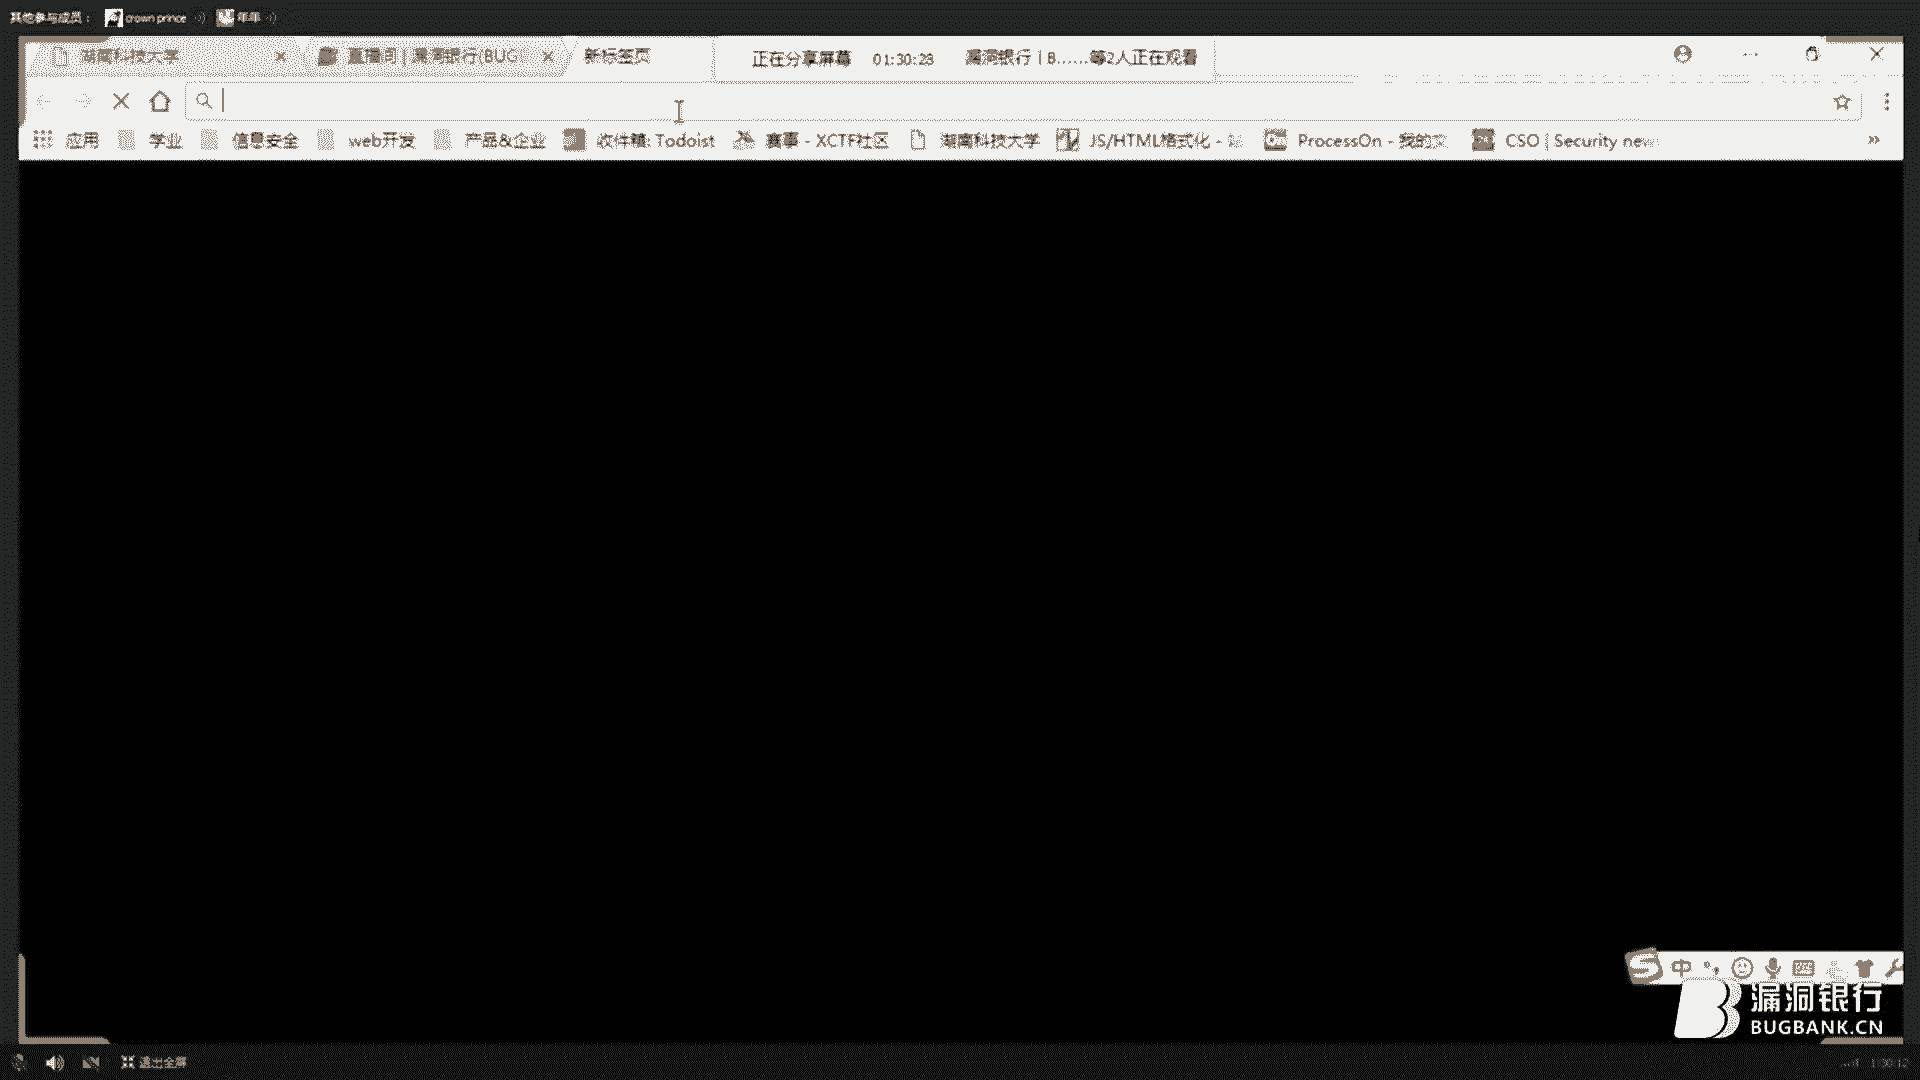 其他参与成员： crown prince 年年
湖南科技大学 直播间 | 漏洞银行(BUG 新标签页 正在分享屏幕 01:30:23 漏洞银行 | B......等2人正在观看
应用 学业 信息安全 web开发 产品&企业 收件箱: Todoist 赛事 - XCTF社区 湖南科技大学 JS/HTML格式化 - 站 ProcessOn - 我的文 CSO | Security new »
中
漏洞银行
BUGBANK.CN
退出全屏 1:30:12